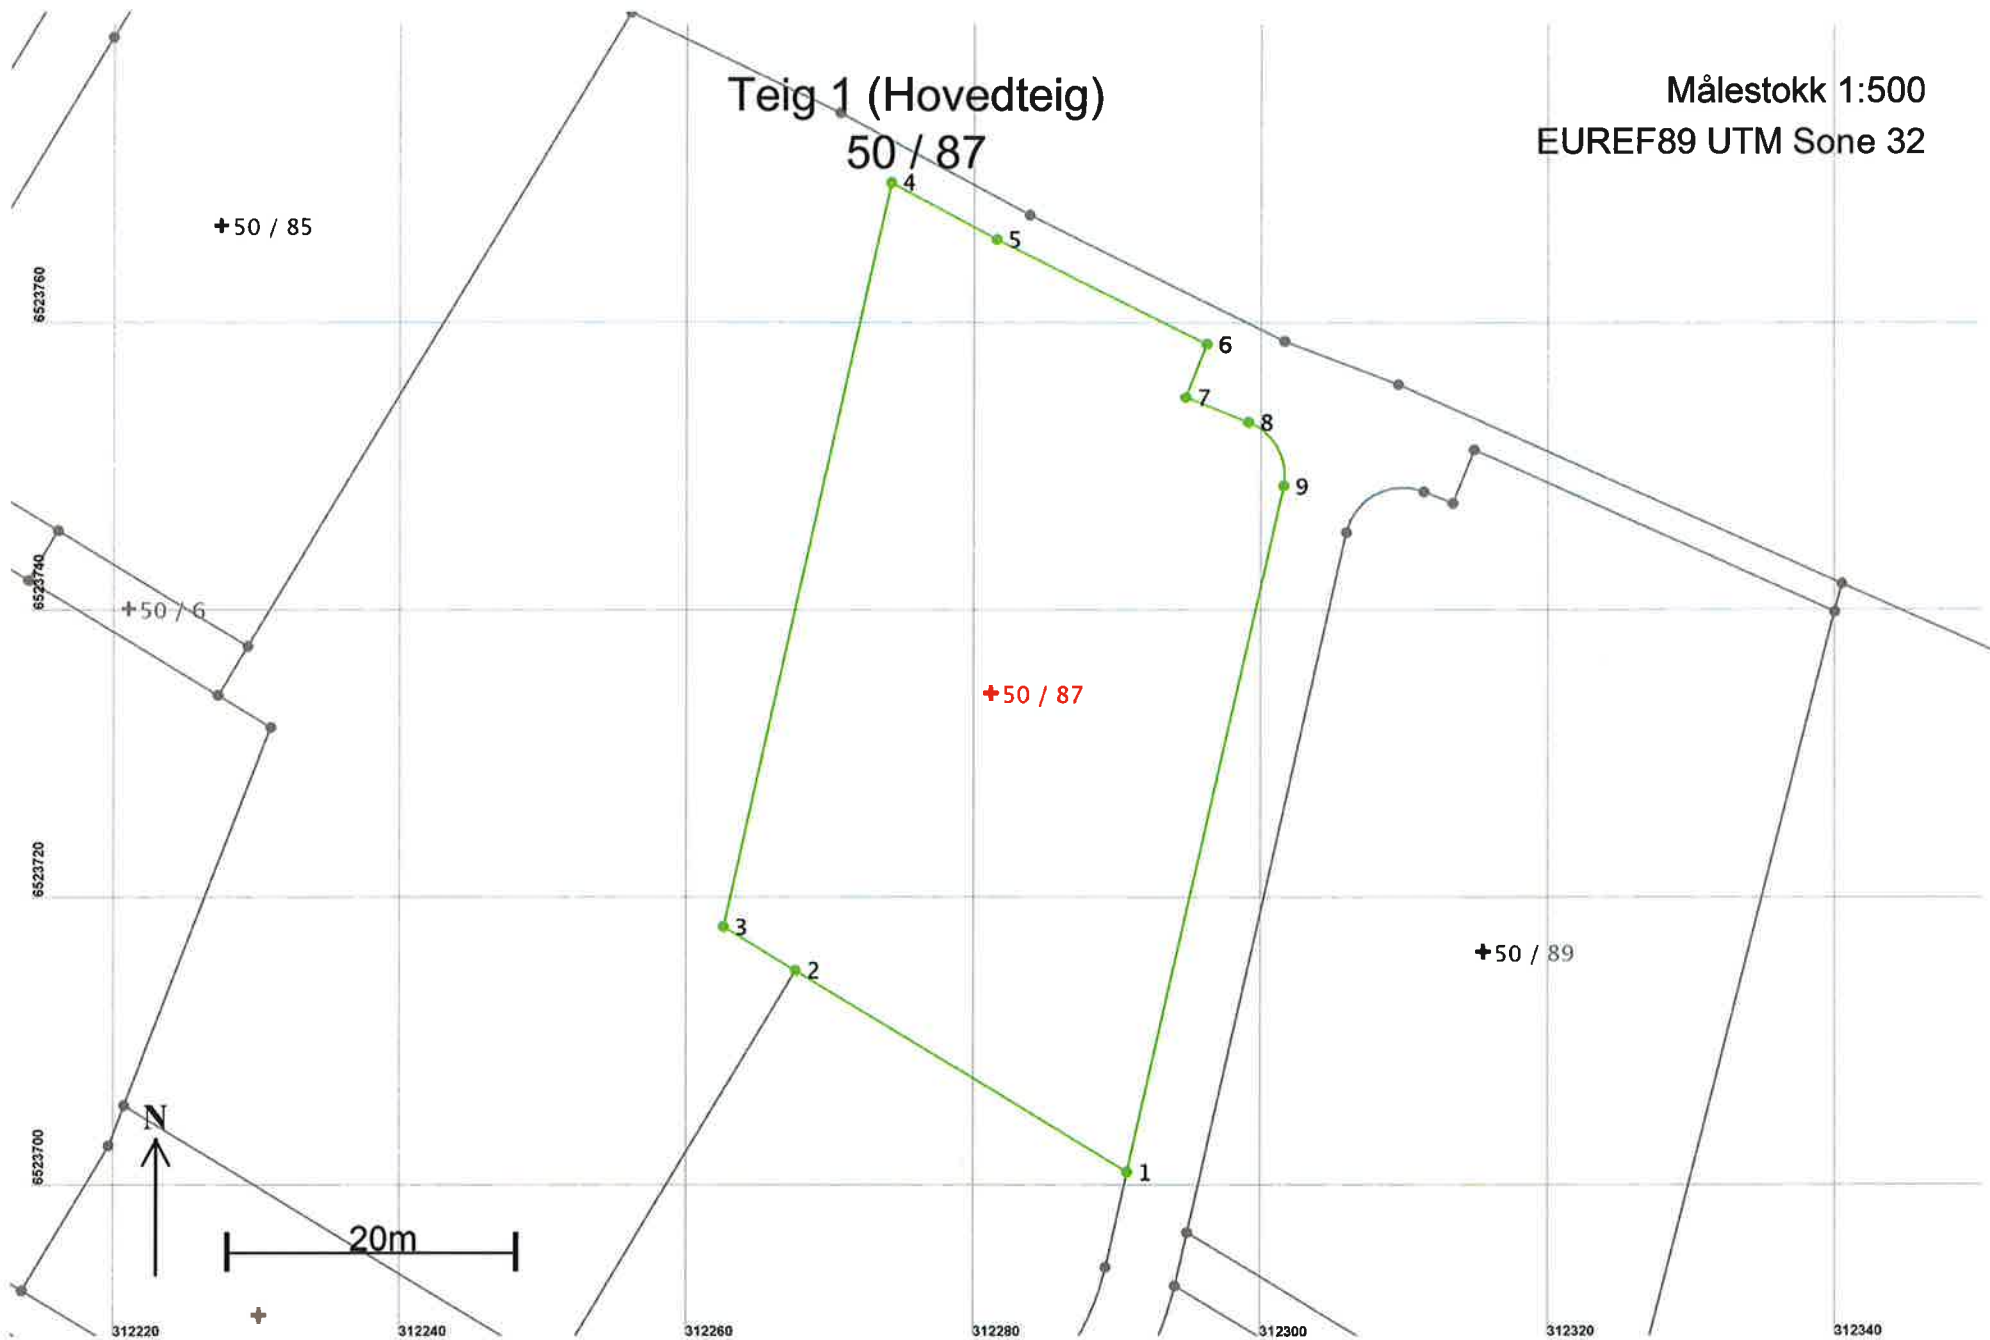 Teig 1 (Hovedteig)
50 / 87
Målestokk 1:500
EUREF89 UTM Sone 32
4
+50 / 85
5
6523760
6
7
8
9
6523740
+50 / 6
+50 / 87
6523720
3
2
+50 / 89
N
6523700
1
20m
312220
312240
312260
312280
312300
312320
312340